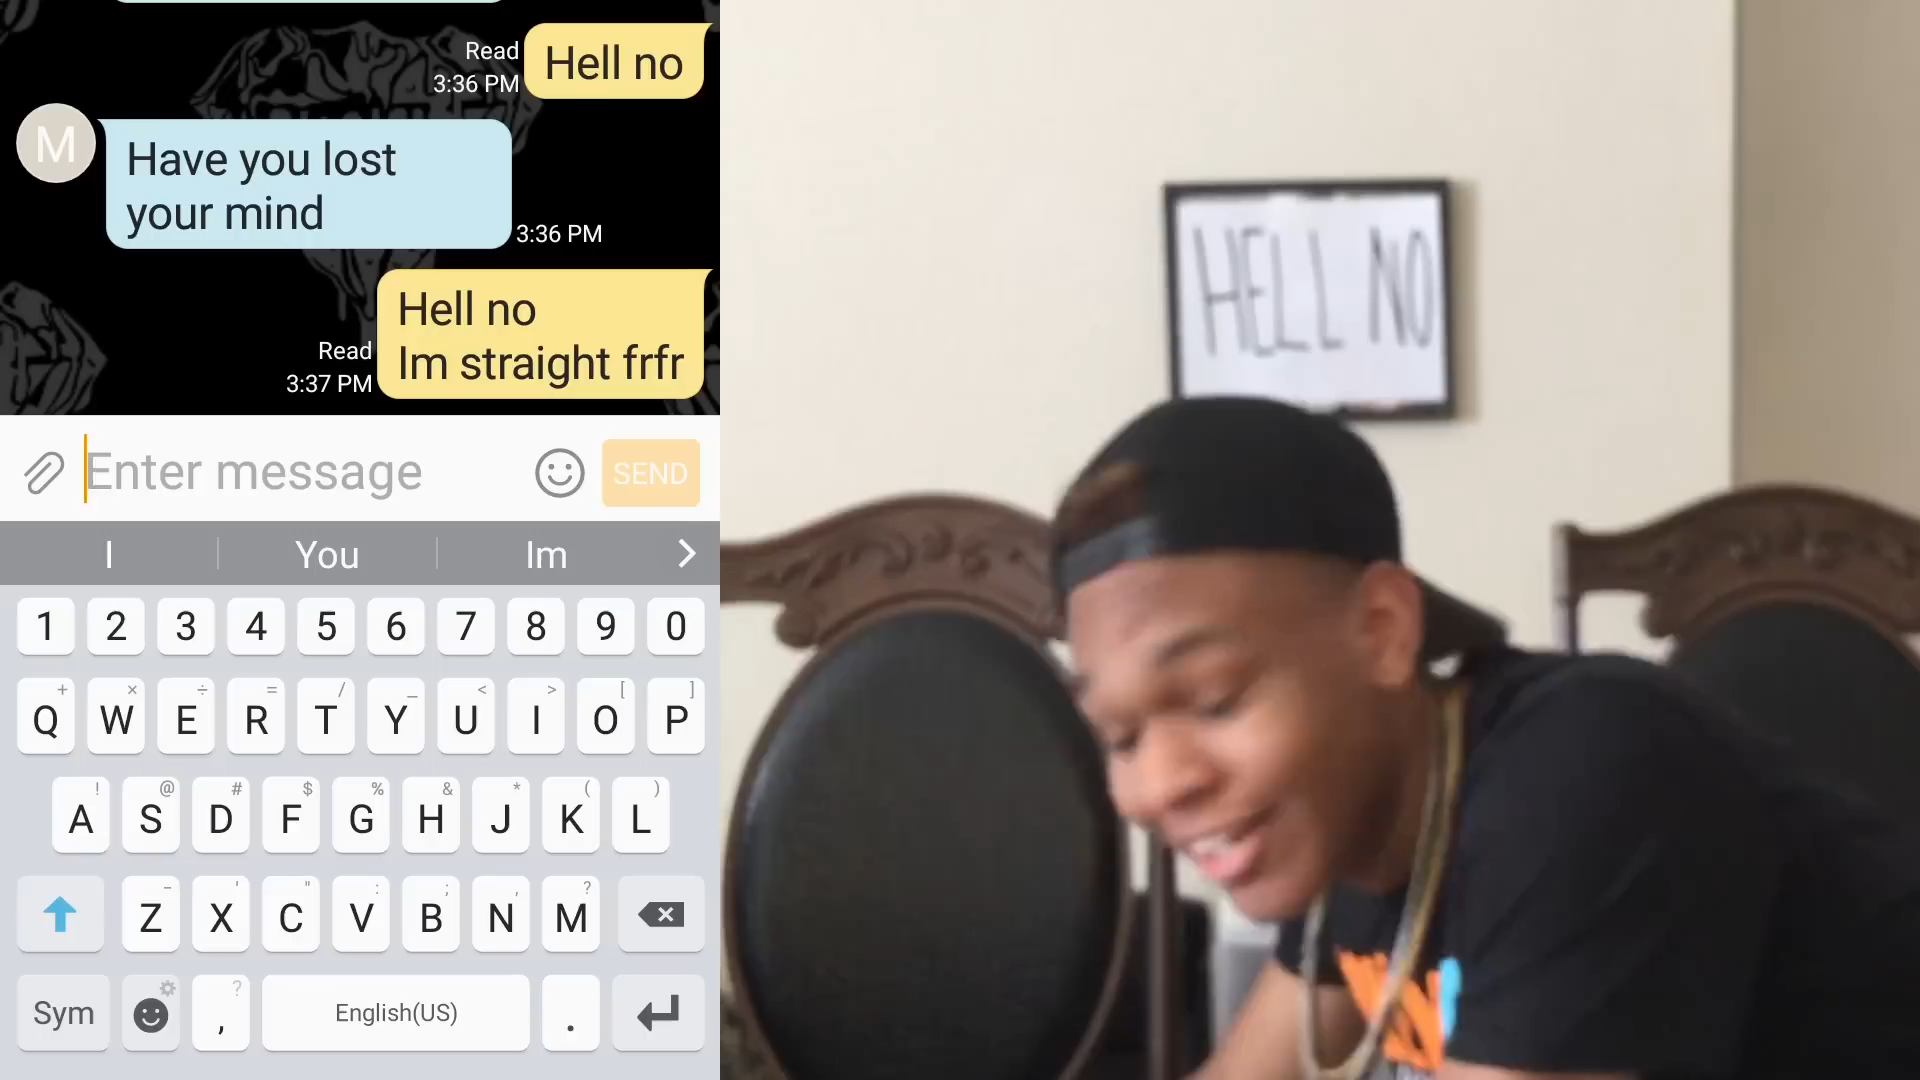 Hell no
Read
3:36 PM
M
Have you lost
your mind
3:36 PM
Hell no
Im straight frfr
Read
3:37 PM
Enter message
SEND
I You Im
1 2 3 4 5 6 7 8 9 0
+ × ÷ = / _ < > [ ]
Q W E R T Y U I O P
! @ # $ % & * ( )
A S D F G H J K L
- ' " : ; , ?
Z X C V B N M
Sym , ? English(US) .
HELL NO